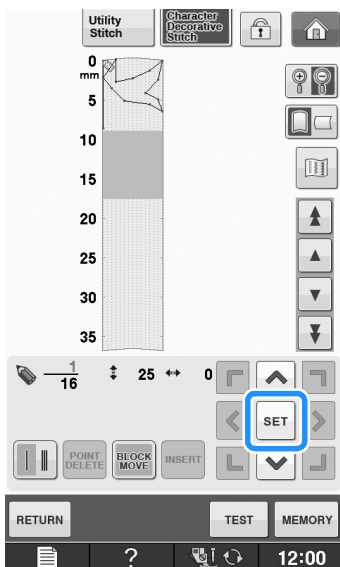 Utility Stitch
Character Decorative Stitch
0
mm
5
10
15
20
25
30
35
1
16
25
0
SET
POINT DELETE
BLOCK MOVE
INSERT
RETURN
TEST
MEMORY
?
12:00